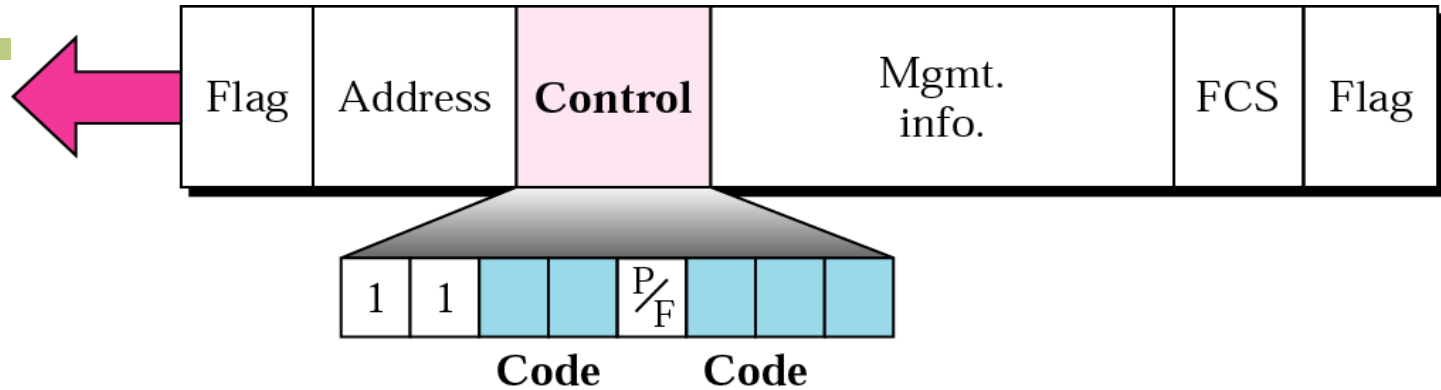 Flag Address Control Mgmt. info. FCS Flag
1 1 P/F
Code Code